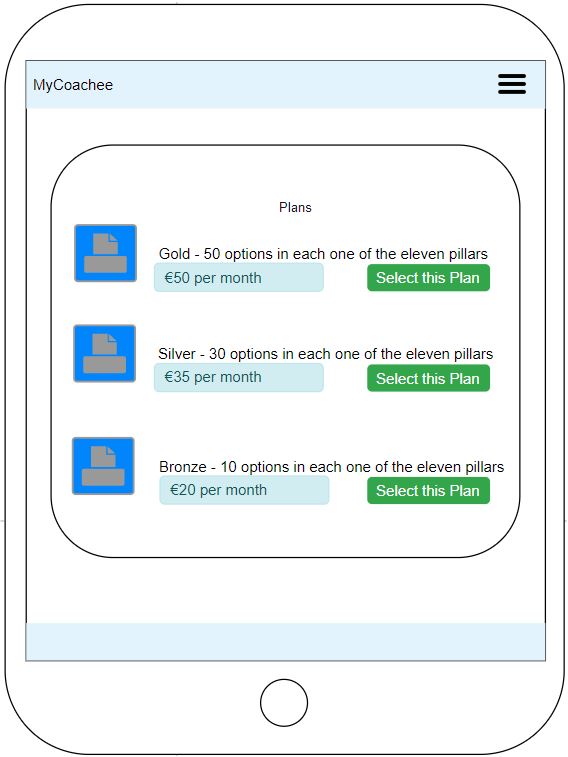 MyCoachee
Plans
Gold - 50 options in each one of the eleven pillars
€50 per month
Select this Plan
Silver - 30 options in each one of the eleven pillars
€35 per month
Select this Plan
Bronze - 10 options in each one of the eleven pillars
€20 per month
Select this Plan